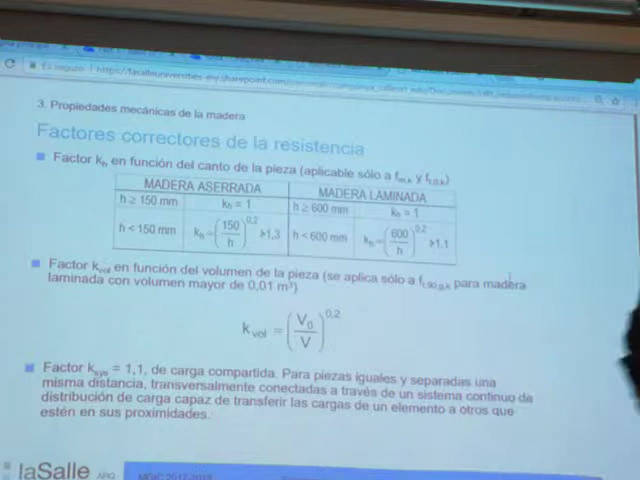 https://lasalleuniversities-my.sharepoint.com
3. Propiedades mecánicas de la madera
Factores correctores de la resistencia
Factor kh en función del canto de la pieza (aplicable sólo a fm,k y ft,0,k)
MADERA ASERRADA MADERA LAMINADA
h ≥ 150 mm kh = 1 h ≥ 600 mm kh = 1
h < 150 mm kh = (150/h)^0,2 >1,3 h < 600 mm kh = (600/h)^0,2 >1,1
Factor kvol en función del volumen de la pieza (se aplica sólo a ft,90,g,k para madera
laminada con volumen mayor de 0,01 m³)
kvol = (V0/V)^0,2
Factor ksys = 1,1, de carga compartida. Para piezas iguales y separadas una
misma distancia, transversalmente conectadas a través de un sistema continuo de
distribución de carga capaz de transferir las cargas de un elemento a otros que
estén en sus proximidades.
laSalle ARQ